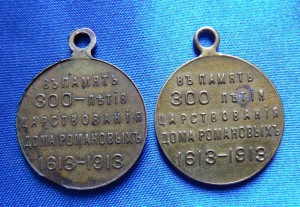 ВЪ ПАМЯТЬ
300-ЛѢТІЯ
ЦАРСТВОВАНІЯ
ДОМА РОМАНОВЫХЪ
1613-1913
ВЪ ПАМЯТЬ
300 ЛѢТІЯ
ЦАРСТВОВАНІЯ
ДОМА РОМАНОВЫХЪ
1613-1913